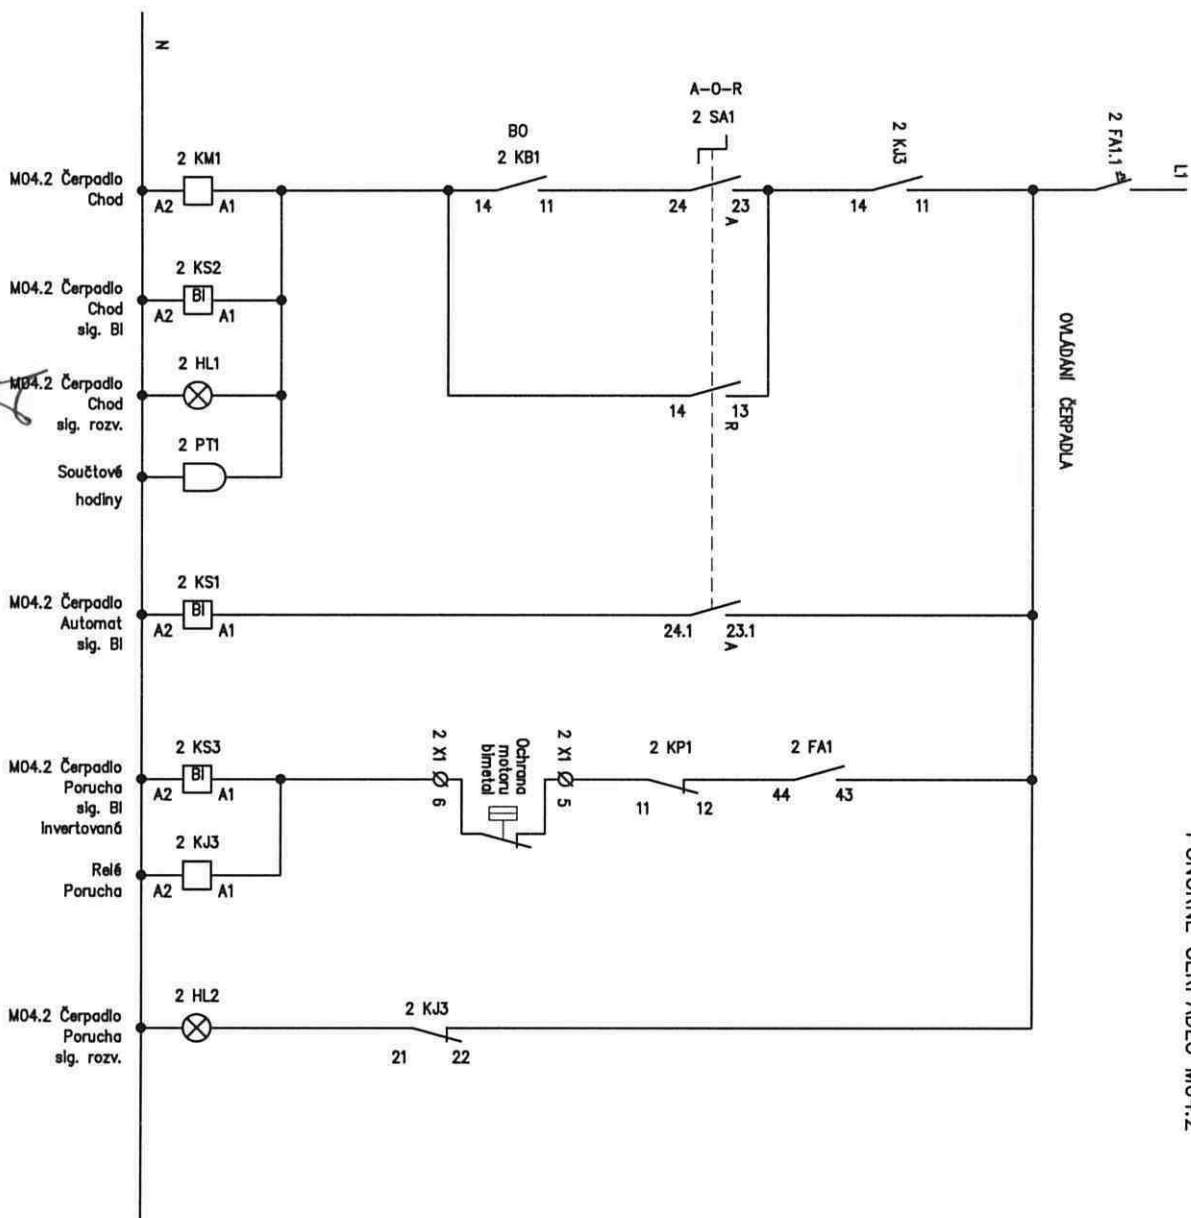 N
L1
2 FA1.1
OVLÁDÁNÍ ČERPADLA
A-O-R
2 SA1
BO
2 KB1
2 KJ3
2 KM1
M04.2 Čerpadlo
Chod
A2 A1
14 11
24 23
A
14 11
2 KS2
M04.2 Čerpadlo
Chod
sig. BI
BI
A2 A1
2 HL1
M04.2 Čerpadlo
Chod
sig. rozv.
14 13
R
2 PT1
Součtové
hodiny
2 KS1
M04.2 Čerpadlo
Automat
sig. BI
BI
A2 A1
24.1 23.1
A
2 KS3
M04.2 Čerpadlo
Porucha
sig. BI
Invertovaná
BI
A2 A1
2 X1 6
Ochrana
motoru
bimetal
2 X1 5
2 KP1
11 12
2 FA1
44 43
2 KJ3
Relé
Porucha
A2 A1
2 HL2
M04.2 Čerpadlo
Porucha
sig. rozv.
2 KJ3
21 22